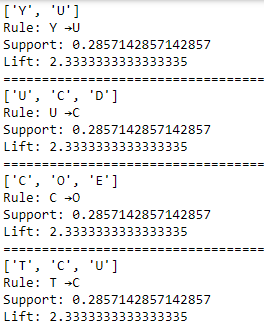 ['Y', 'U']
Rule: Y →U
Support: 0.2857142857142857
Lift: 2.3333333333333335
=====================================
['U', 'C', 'D']
Rule: U →C
Support: 0.2857142857142857
Lift: 2.3333333333333335
=====================================
['C', 'O', 'E']
Rule: C →O
Support: 0.2857142857142857
Lift: 2.3333333333333335
=====================================
['T', 'C', 'U']
Rule: T →C
Support: 0.2857142857142857
Lift: 2.3333333333333335